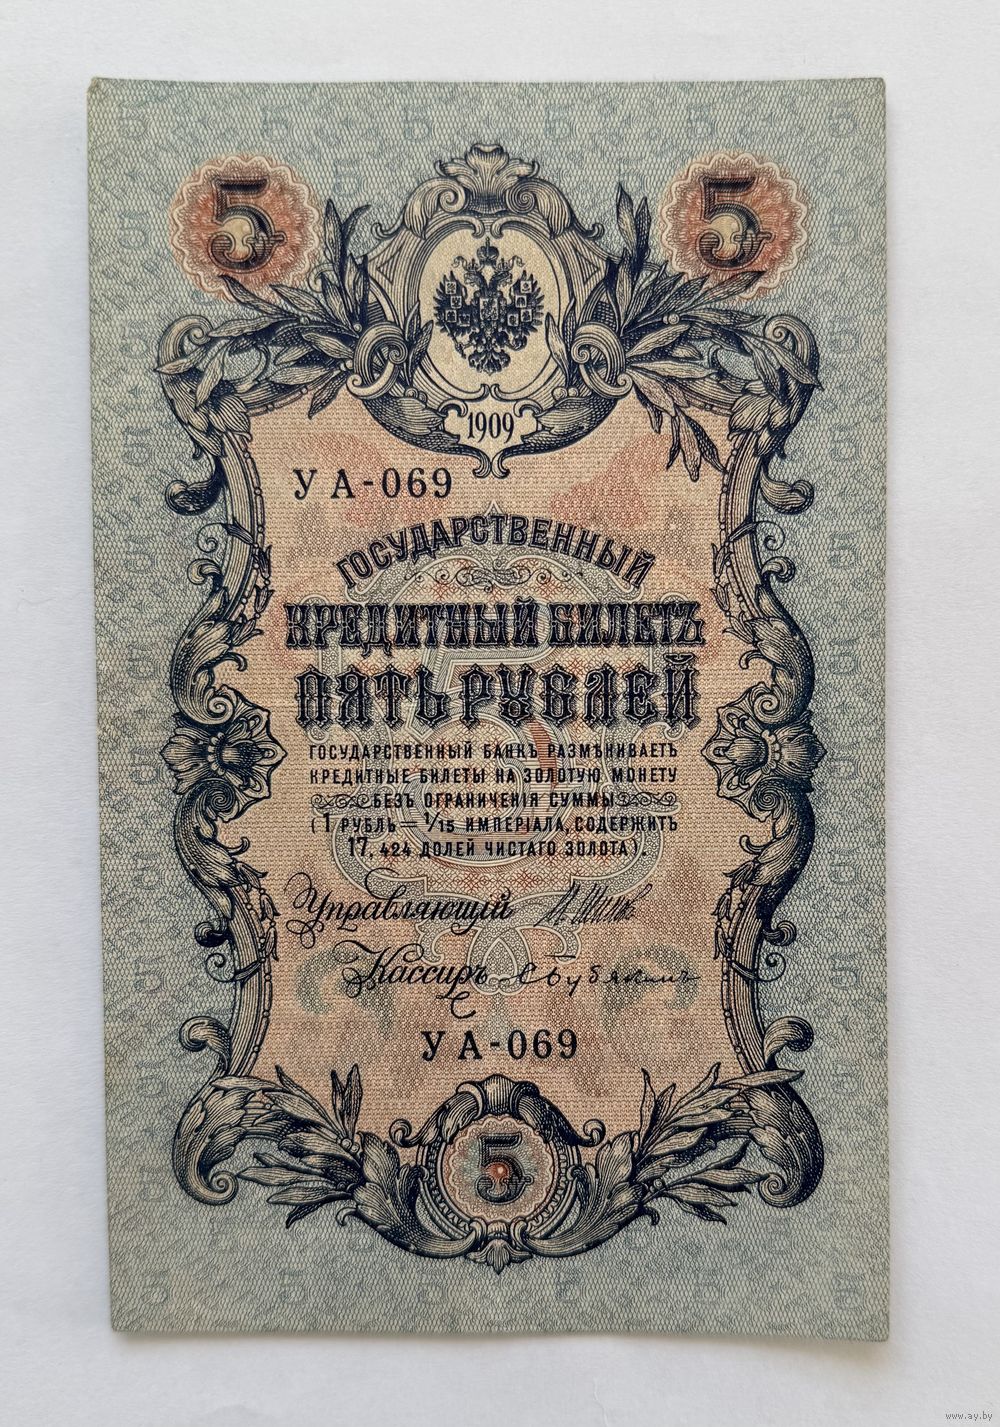 5 5
1909
УА-069
ГОСУДАРСТВЕННЫЙ
КРЕДИТНЫЙ БИЛЕТЪ
ПЯТЬ РУБЛЕЙ
ГОСУДАРСТВЕННЫЙ БАНКЪ РАЗМѢНИВАЕТЪ
КРЕДИТНЫЕ БИЛЕТЫ НА ЗОЛОТУЮ МОНЕТУ
БЕЗЪ ОГРАНИЧЕНІЯ СУММЫ
(1 РУБЛЬ — 1/15 ИМПЕРІАЛА, СОДЕРЖИТЪ
17,424 ДОЛЕЙ ЧИСТАГО ЗОЛОТА).
Управляющій И. Шипов
Кассиръ С Бубякинъ
УА-069
5
www.ay.by